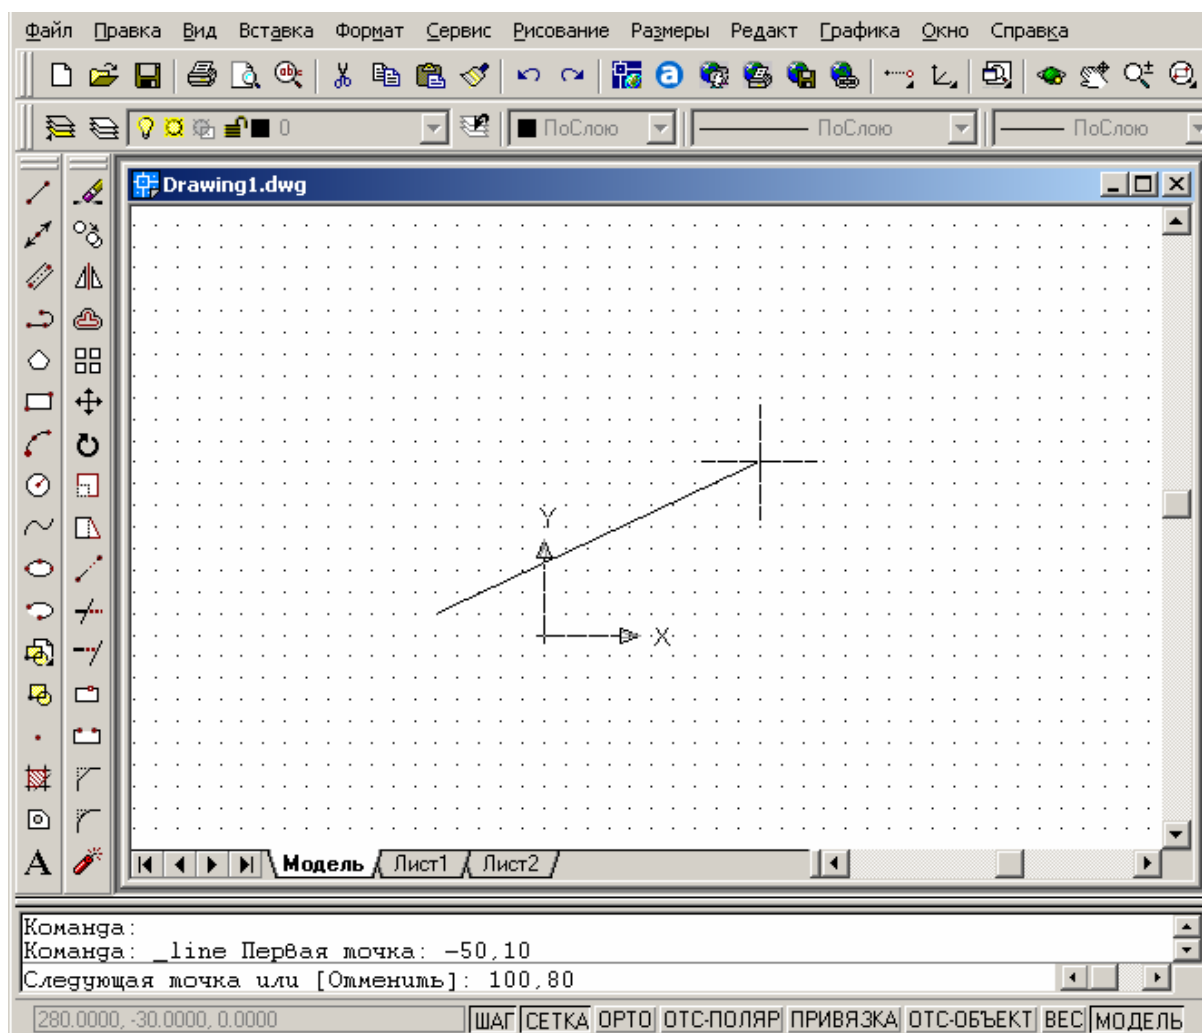 Файл Правка Вид Вставка Формат Сервис Рисование Размеры Редакт Графика Окно Справка
0 ПоСлою ПоСлою ПоСлою
Drawing1.dwg
Y
X
A
Модель Лист1 Лист2
Команда:
Команда: _line Первая точка: -50,10
Следующая точка или [Отменить]: 100,80
280.0000, -30.0000, 0.0000 ШАГ СЕТКА ОРТО ОТС-ПОЛЯР ПРИВЯЗКА ОТС-ОБЪЕКТ ВЕС МОДЕЛЬ